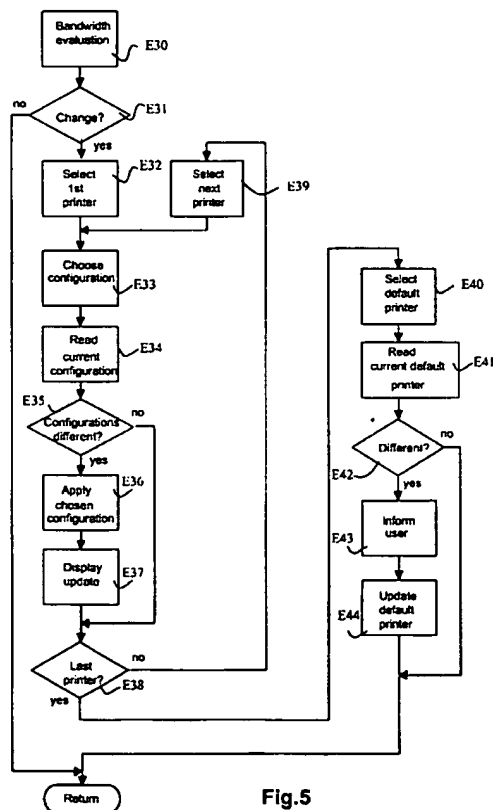 Bandwidth
evaluation
E30
no
Change?
E31
yes
E32
Select
1st
printer
Select
next
printer
E39
Choose
configuration
E33
Select
default
printer
E40
Read
current
configuration
E34
Read
current default
printer
E41
E35
Configurations
different?
no
yes
Different?
no
E42
yes
Apply
chosen
configuration
E36
Inform
user
E43
Display
update
E37
Update
default
printer
E44
Last
printer?
no
E38
yes
Return
Fig.5